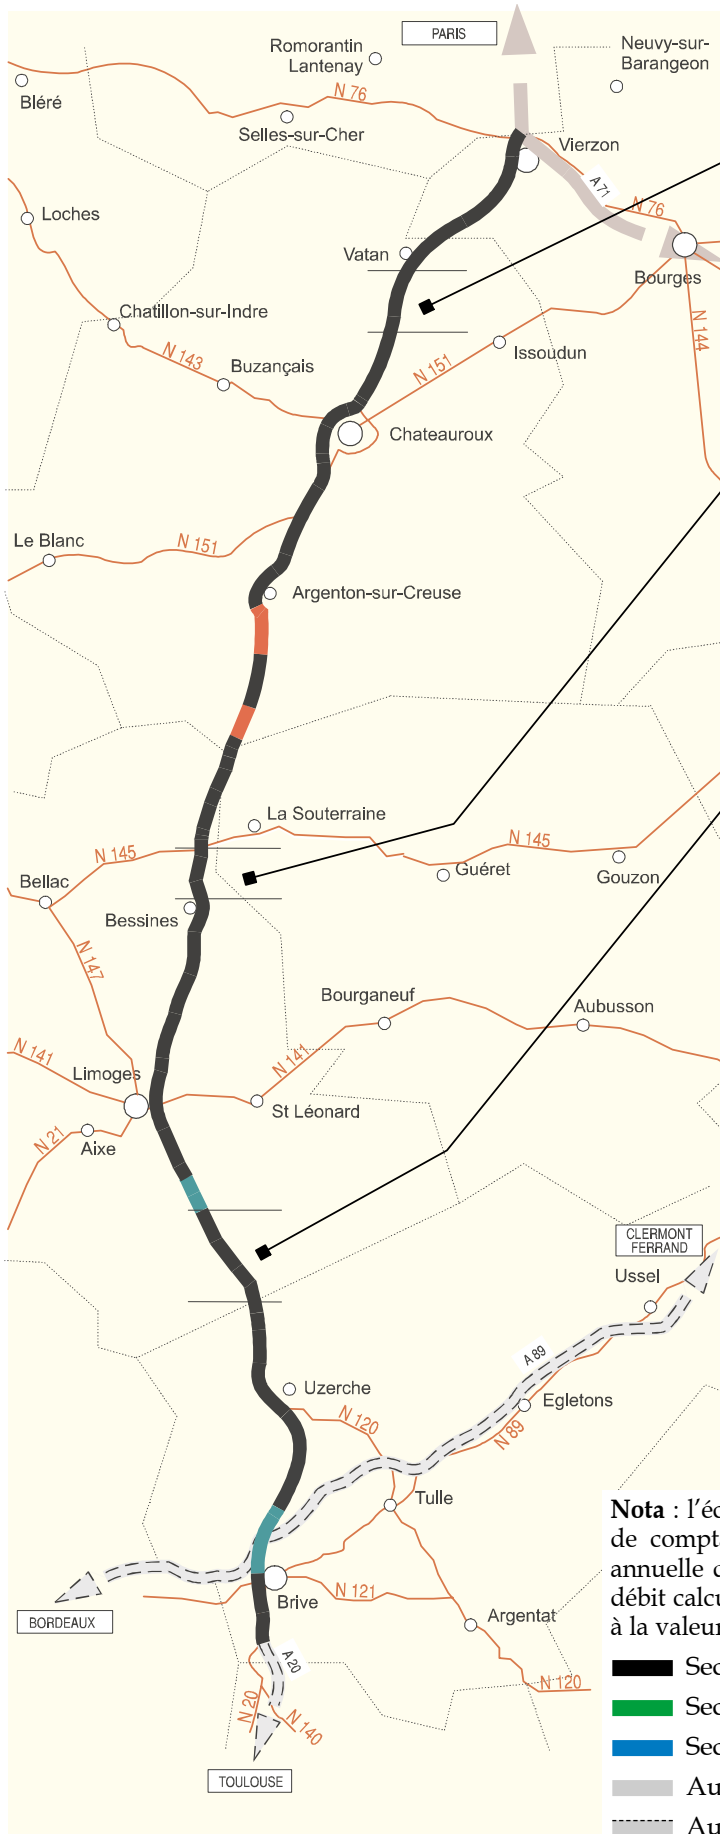 PARIS
Romorantin
Lantenay
Neuvy-sur-
Barangeon
Bléré
N 76
Selles-sur-Cher
Vierzon
A 71
N 76
Loches
Vatan
Bourges
Chatillon-sur-Indre
N 143
Buzançais
N 151
Issoudun
N 144
Chateauroux
Le Blanc
N 151
Argenton-sur-Creuse
La Souterraine
N 145
N 145
Bellac
Guéret
Gouzon
Bessines
N 147
Bourganeuf
Aubusson
N 141
Limoges
N 141
St Léonard
N 21
Aixe
CLERMONT
FERRAND
Ussel
A 89
Uzerche
Egletons
N 120
N 89
Tulle
Nota : l'éc
de compta
annuelle d
débit calcu
à la valeur
Brive
N 121
BORDEAUX
Argentat
A 20
N 120
N 20
N 140
TOULOUSE
Sec
Sec
Sec
Au
Au